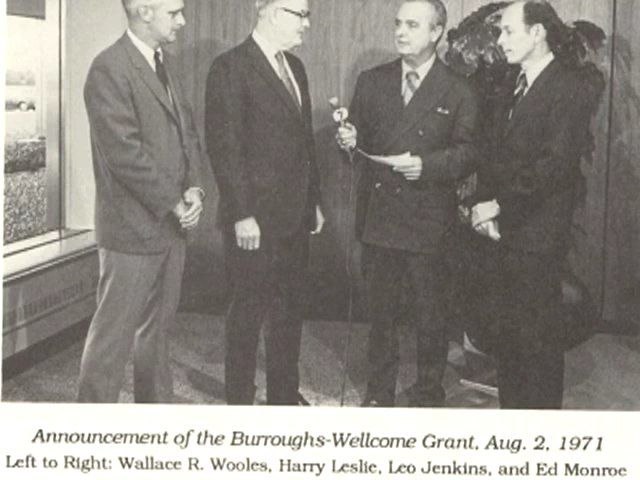 Announcement of the Burroughs-Wellcome Grant, Aug. 2, 1971
Left to Right: Wallace R. Wooles, Harry Leslie, Leo Jenkins, and Ed Monroe